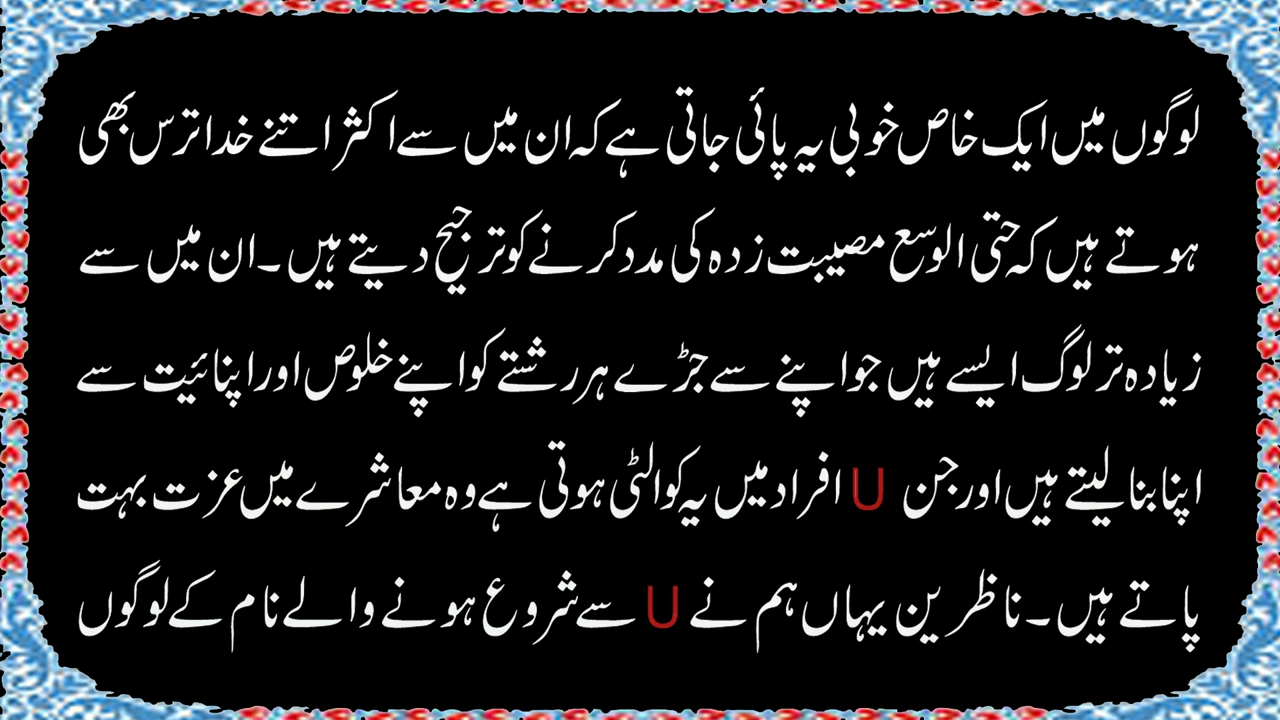 لوگوں میں ایک خاص خوبی یہ پائی جاتی ہے کہ ان میں سے اکثر اتنے خدا ترس بھی
ہوتے ہیں کہ حتی الوسع مصیبت زدہ کی مدد کرنے کو ترجیح دیتے ہیں۔ ان میں سے
زیادہ تر لوگ ایسے ہیں جو اپنے سے جڑے ہر رشتے کو اپنے خلوص اور اپنائیت سے
اپنا بنا لیتے ہیں اور جن U افراد میں یہ کوالٹی ہوتی ہے وہ معاشرے میں عزت بہت
پاتے ہیں۔ ناظرین یہاں ہم نے U سے شروع ہونے والے نام کے لوگوں